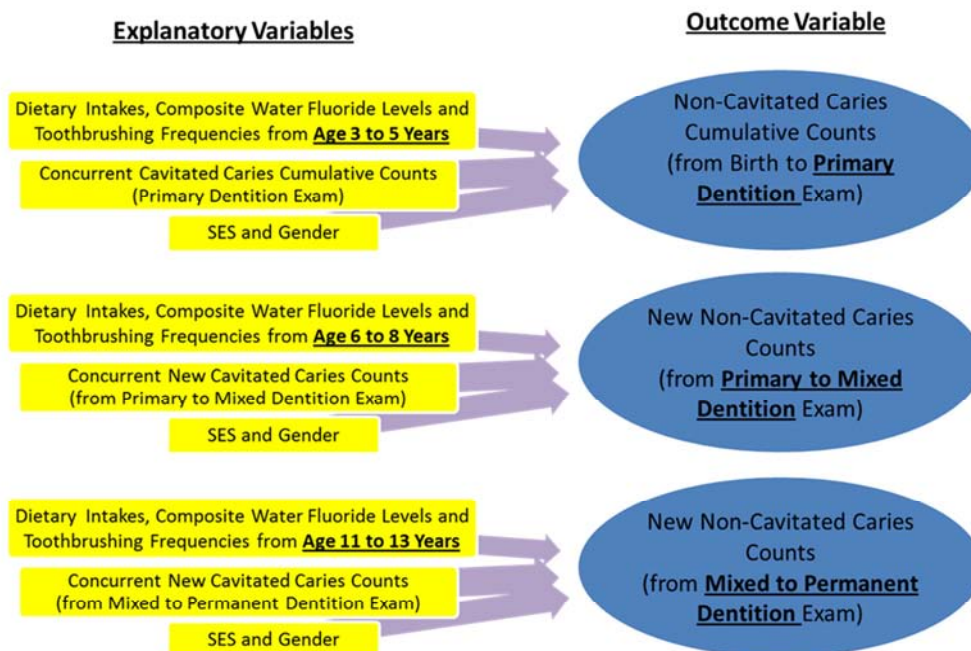 Explanatory Variables
Outcome Variable
Dietary Intakes, Composite Water Fluoride Levels and
Toothbrushing Frequencies from Age 3 to 5 Years
Concurrent Cavitated Caries Cumulative Counts
(Primary Dentition Exam)
SES and Gender
Non-Cavitated Caries
Cumulative Counts
(from Birth to Primary
Dentition Exam)
Dietary Intakes, Composite Water Fluoride Levels and
Toothbrushing Frequencies from Age 6 to 8 Years
Concurrent New Cavitated Caries Counts
(from Primary to Mixed Dentition Exam)
SES and Gender
New Non-Cavitated Caries
Counts
(from Primary to Mixed
Dentition Exam)
Dietary Intakes, Composite Water Fluoride Levels and
Toothbrushing Frequencies from Age 11 to 13 Years
Concurrent New Cavitated Caries Counts
(from Mixed to Permanent Dentition Exam)
SES and Gender
New Non-Cavitated Caries
Counts
(from Mixed to Permanent
Dentition Exam)